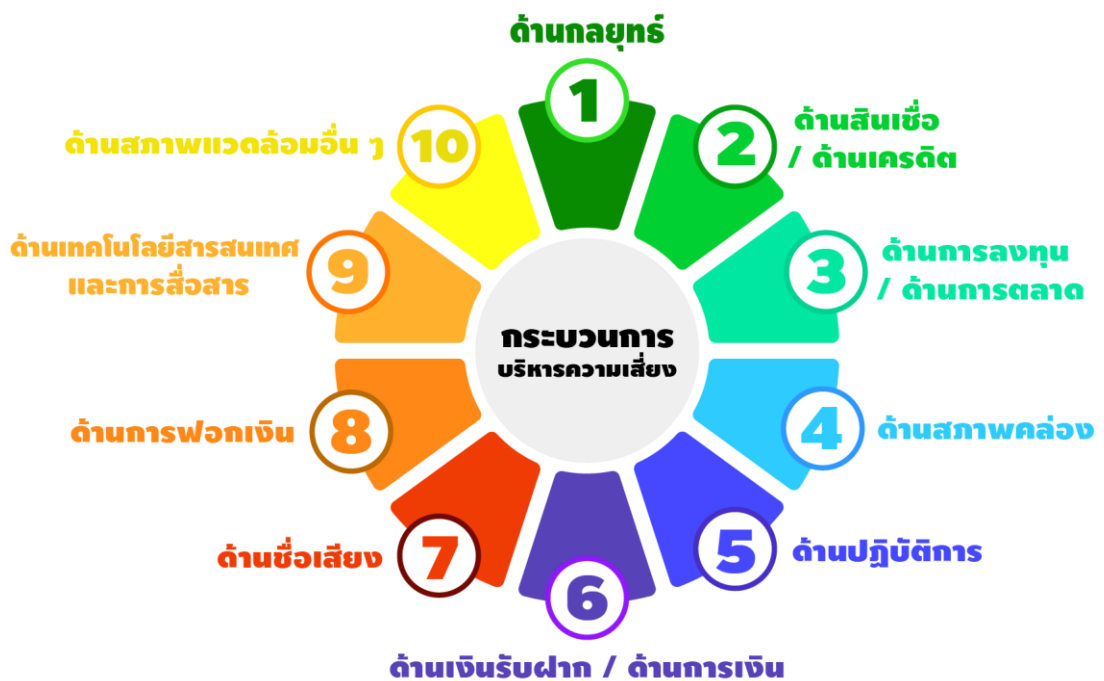 ด้านกลยุทธ์
1
2
ด้านสินเชื่อ
/ ด้านเครดิต
3
ด้านการลงทุน
/ ด้านการตลาด
4
ด้านสภาพคล่อง
5
ด้านปฏิบัติการ
6
ด้านเงินรับฝาก / ด้านการเงิน
7
ด้านชื่อเสียง
8
ด้านการฟอกเงิน
9
ด้านเทคโนโลยีสารสนเทศ
และการสื่อสาร
10
ด้านสภาพแวดล้อมอื่น ๆ
กระบวนการ
บริหารความเสี่ยง